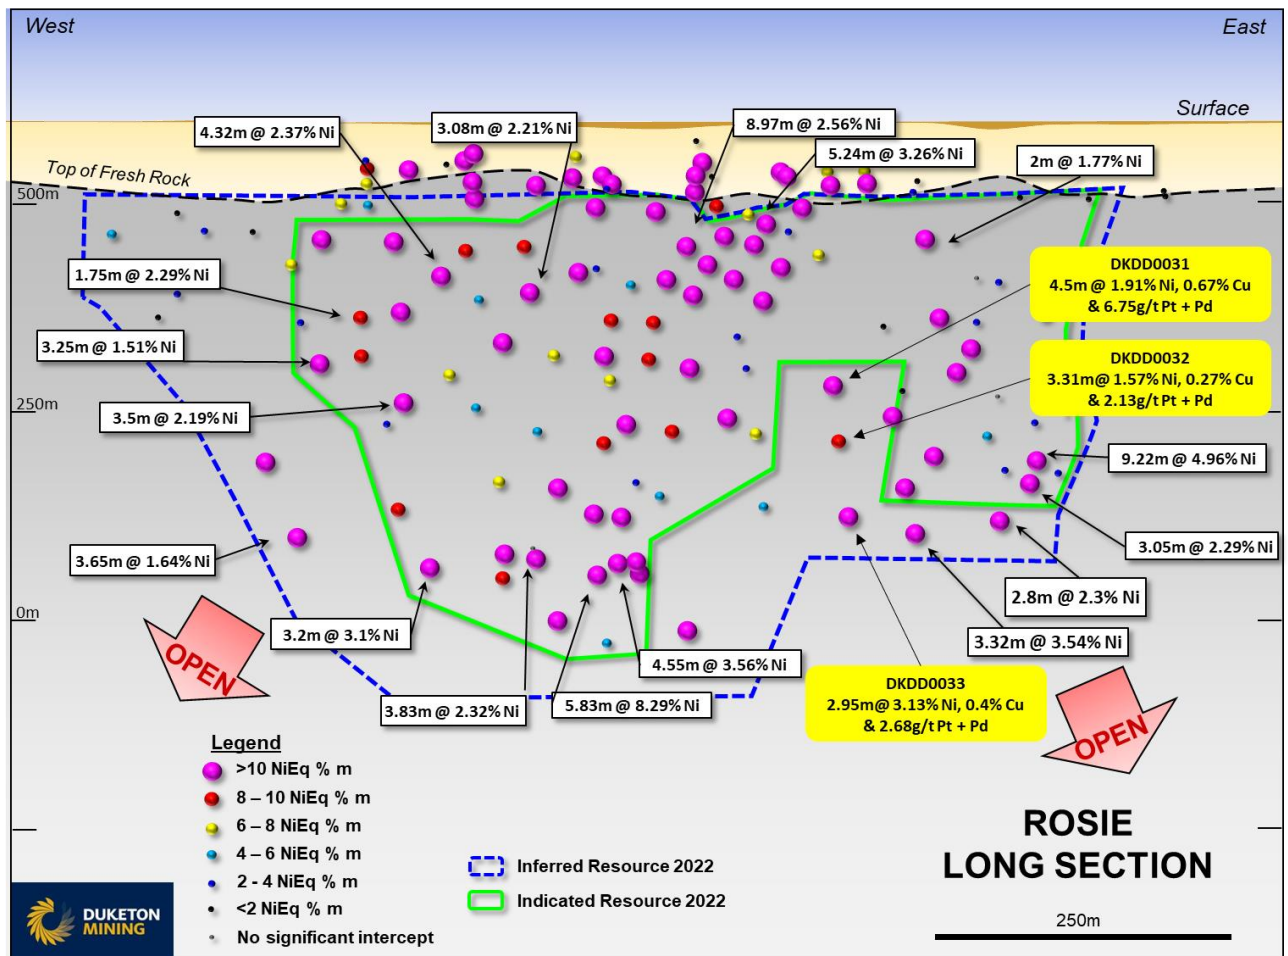 West
East
Surface
4.32m @ 2.37% Ni
3.08m @ 2.21% Ni
8.97m @ 2.56% Ni
5.24m @ 3.26% Ni
2m @ 1.77% Ni
Top of Fresh Rock
500m
1.75m @ 2.29% Ni
DKDD0031
4.5m @ 1.91% Ni, 0.67% Cu
& 6.75g/t Pt + Pd
3.25m @ 1.51% Ni
DKDD0032
3.31m@ 1.57% Ni, 0.27% Cu
& 2.13g/t Pt + Pd
250m
3.5m @ 2.19% Ni
9.22m @ 4.96% Ni
3.65m @ 1.64% Ni
3.05m @ 2.29% Ni
2.8m @ 2.3% Ni
0m
3.2m @ 3.1% Ni
3.32m @ 3.54% Ni
OPEN
4.55m @ 3.56% Ni
3.83m @ 2.32% Ni
5.83m @ 8.29% Ni
DKDD0033
2.95m@ 3.13% Ni, 0.4% Cu
& 2.68g/t Pt + Pd
OPEN
Legend
>10 NiEq % m
8 – 10 NiEq % m
6 – 8 NiEq % m
4 – 6 NiEq % m
2 - 4 NiEq % m
<2 NiEq % m
No significant intercept
Inferred Resource 2022
Indicated Resource 2022
ROSIE
LONG SECTION
250m
DUKETON
MINING